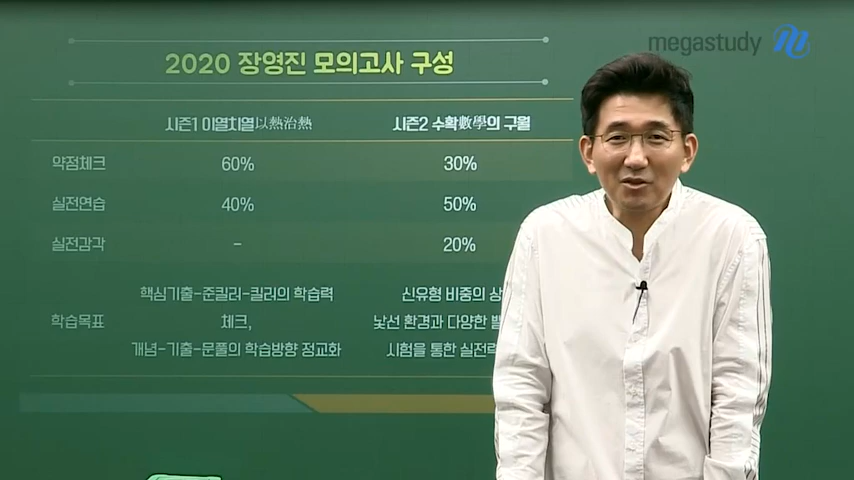 megastudy
2020 장영진 모의고사 구성
시즌1 이열치열以熱治熱 시즌2 수확數學의 구월
약점체크 60% 30%
실전연습 40% 50%
실전감각 - 20%
핵심기출-준킬러-킬러의 학습력 신유형 비중의
학습목표 체크, 낯선 환경과 다양한
개념-기출-문풀의 학습방향 정교화 시험을 통한